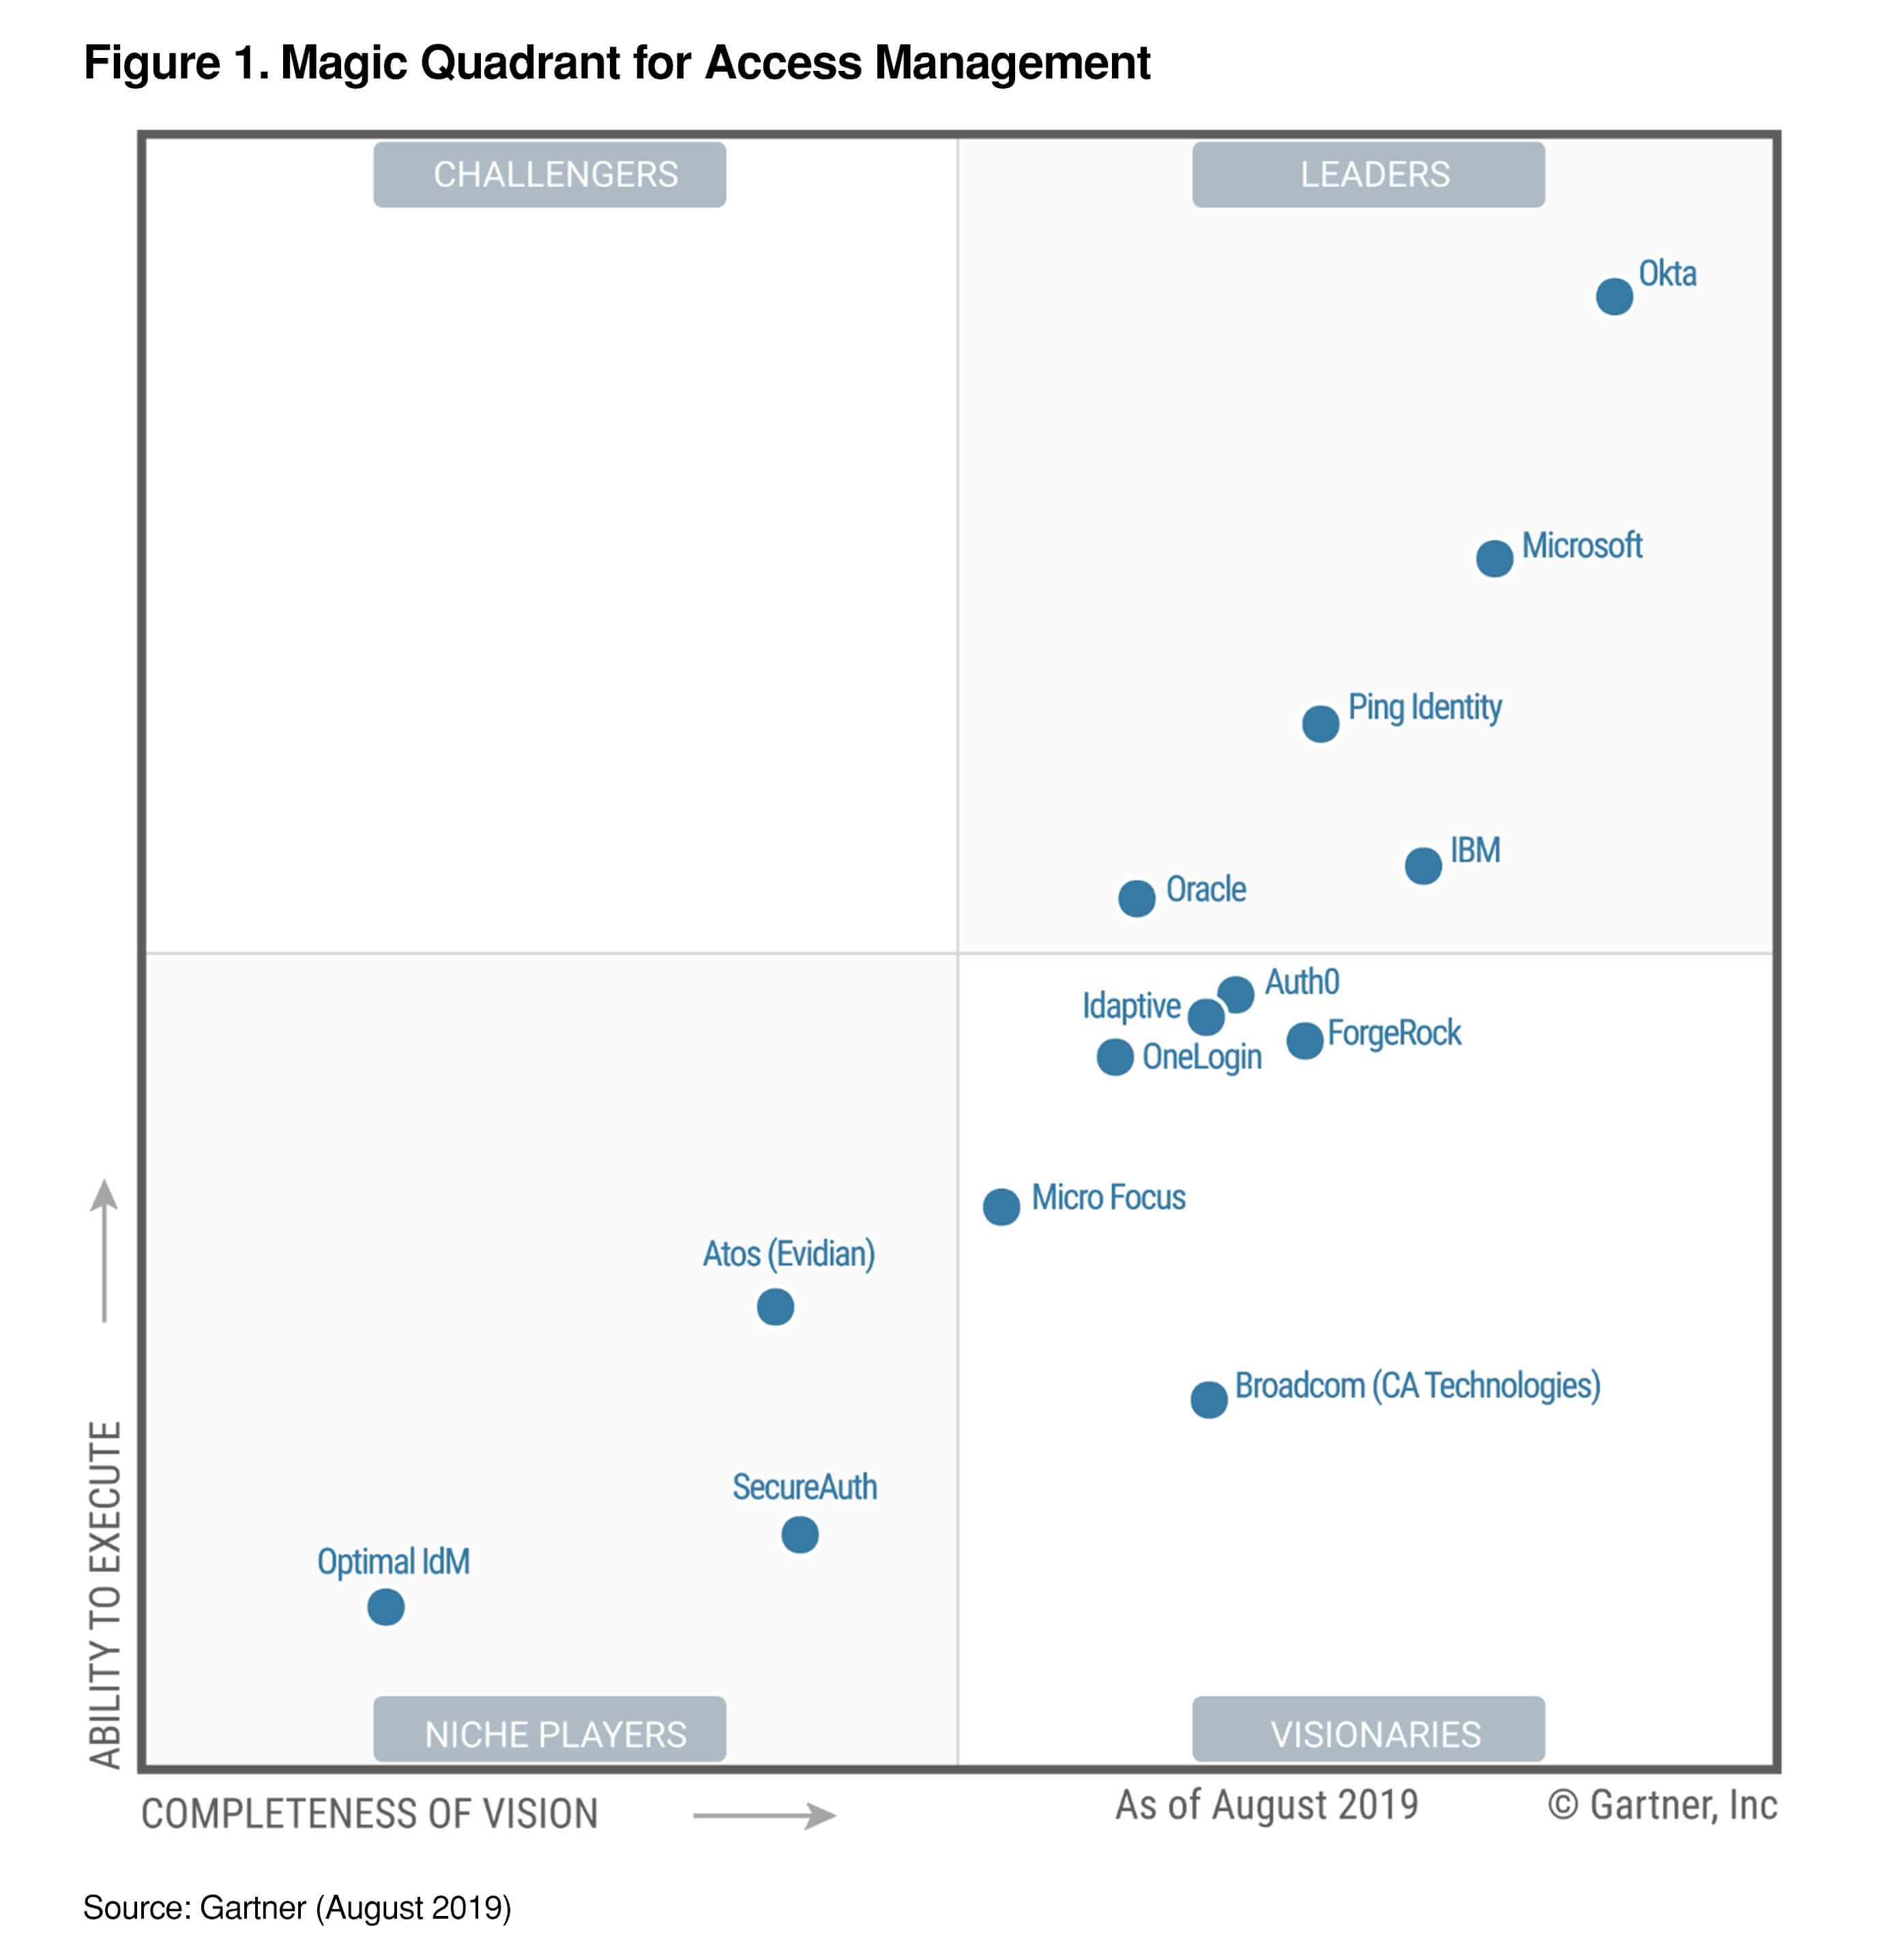 Figure 1. Magic Quadrant for Access Management
CHALLENGERS
LEADERS
Okta
Microsoft
Ping Identity
IBM
Oracle
Auth0
Idaptive
ForgeRock
OneLogin
Micro Focus
Atos (Evidian)
Broadcom (CA Technologies)
SecureAuth
Optimal IdM
NICHE PLAYERS
VISIONARIES
ABILITY TO EXECUTE
COMPLETENESS OF VISION
As of August 2019
© Gartner, Inc
Source: Gartner (August 2019)